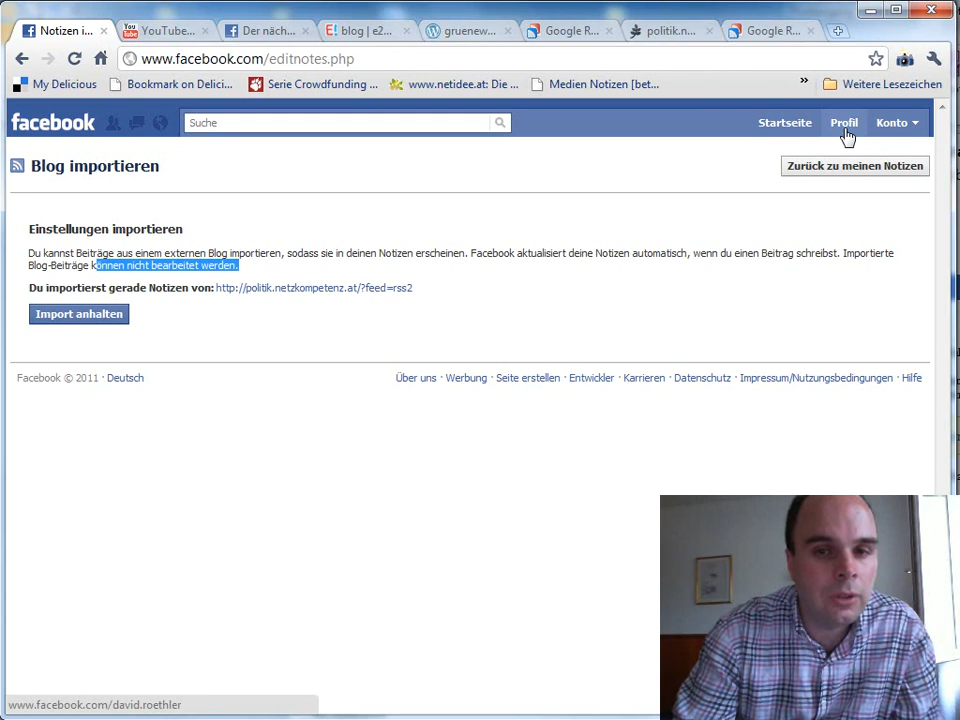 Notizen i...
YouTube...
Der näch...
E! blog | e2...
gruenew...
Google R...
politik.n...
Google R...
www.facebook.com/editnotes.php
My Delicious
Bookmark on Delici...
Serie Crowdfunding ...
www.netidee.at: Die ...
Medien Notizen [bet...
»
Weitere Lesezeichen
facebook
Suche
Startseite
Profil
Konto
Blog importieren
Zurück zu meinen Notizen
Einstellungen importieren
Du kannst Beiträge aus einem externen Blog importieren, sodass sie in deinen Notizen erscheinen. Facebook aktualisiert deine Notizen automatisch, wenn du einen Beitrag schreibst. Importierte
Blog-Beiträge können nicht bearbeitet werden.
Du importierst gerade Notizen von: http://politik.netzkompetenz.at/?feed=rss2
Import anhalten
Facebook © 2011 · Deutsch
Über uns · Werbung · Seite erstellen · Entwickler · Karrieren · Datenschutz · Impressum/Nutzungsbedingungen · Hilfe
www.facebook.com/david.roethler